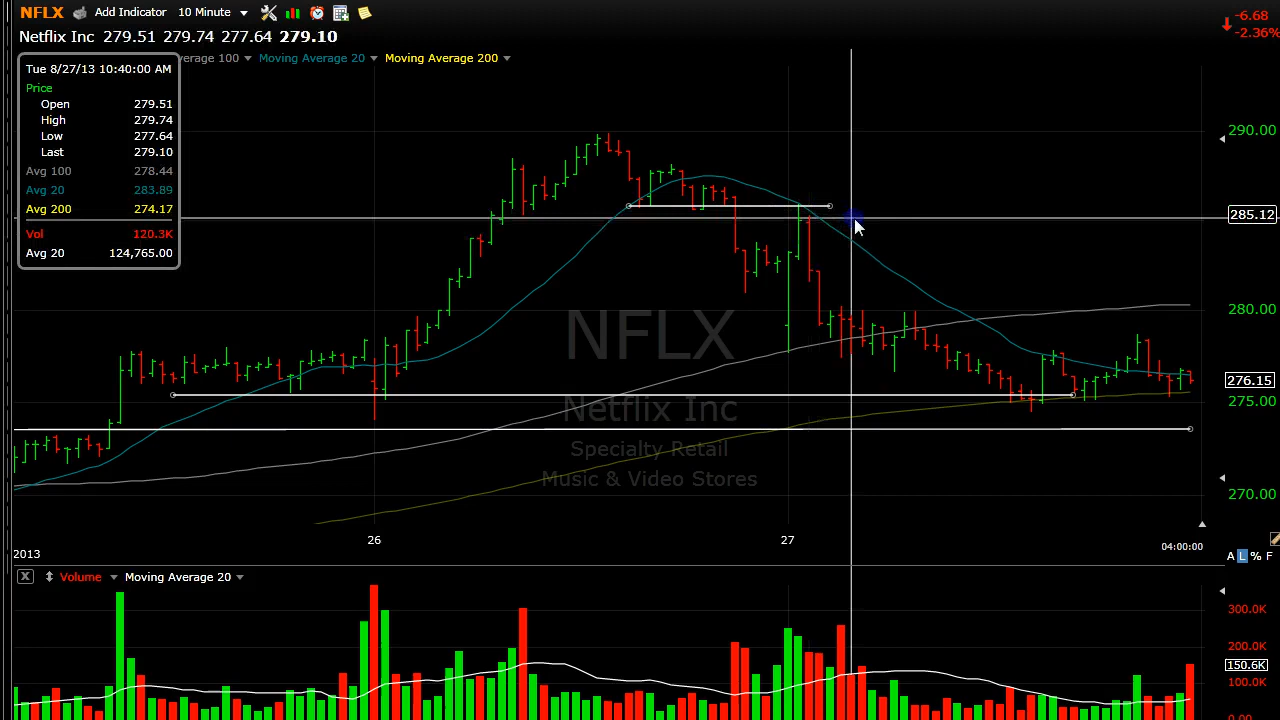 NFLX Add Indicator 10 Minute
-6.68
-2.36%
Netflix Inc 279.51 279.74 277.64 279.10
erage 100 Moving Average 20 Moving Average 200
Tue 8/27/13 10:40:00 AM
Price
Open 279.51
High 279.74
Low 277.64
Last 279.10
Avg 100 278.44
Avg 20 283.89
Avg 200 274.17
Vol 120.3K
Avg 20 124,765.00
290.00
285.12
280.00
276.15
275.00
270.00
NFLX
Netflix Inc
Specialty Retail
Music & Video Stores
2013 26 27 04:00:00
A L % F
X Volume Moving Average 20
300.0K
200.0K
150.6K
100.0K
0.00